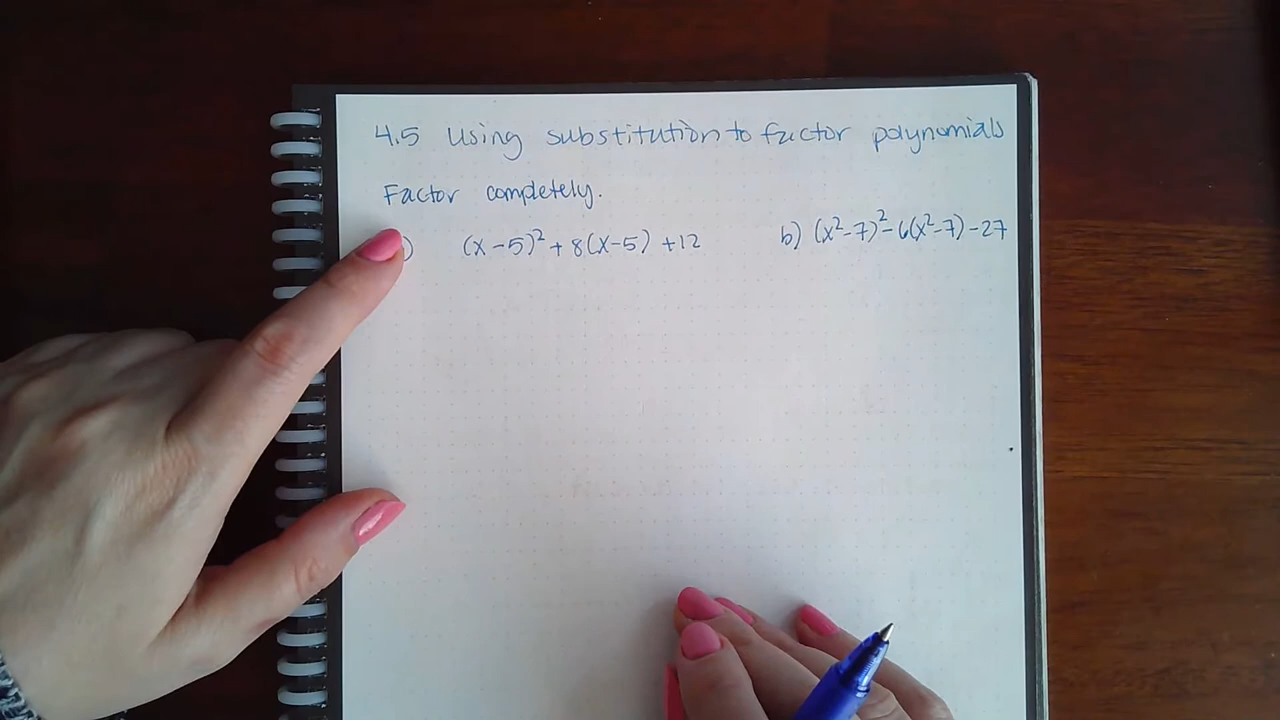 4.5 Using substitution to factor polynomials
Factor completely.
) (x-5)² + 8(x-5) +12
b) (x²-7)²-6(x²-7)-27